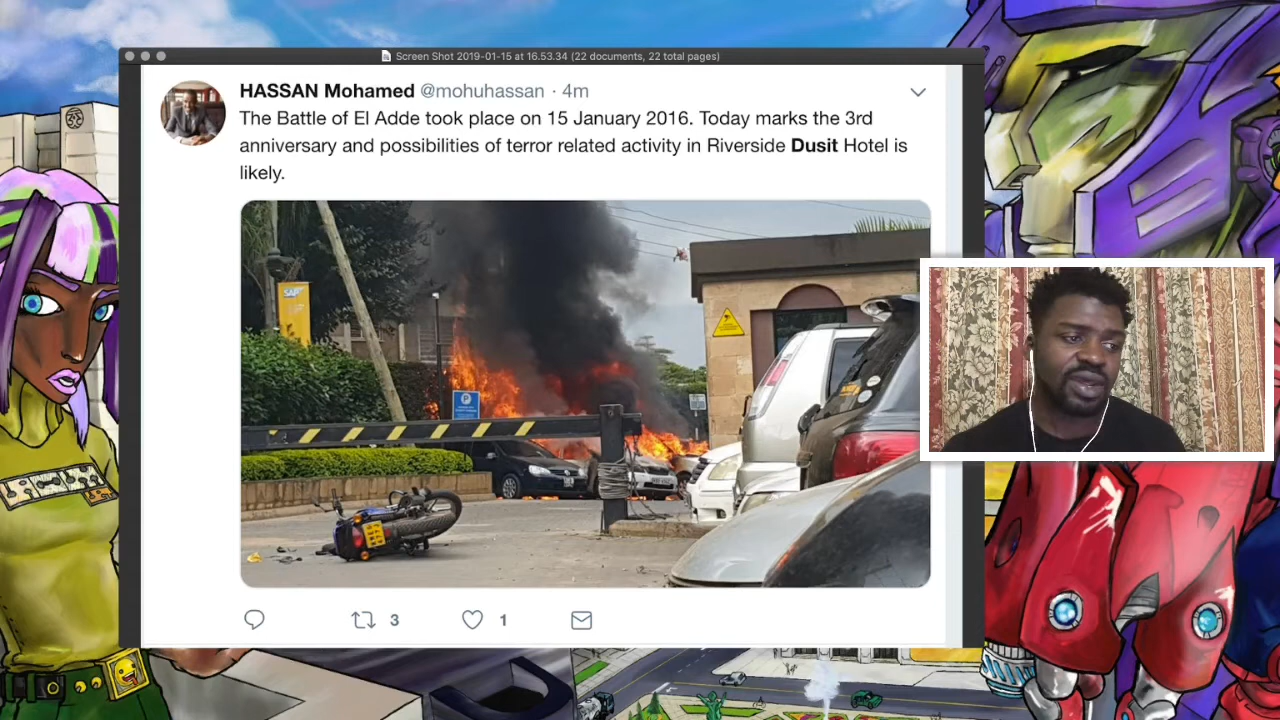 Screen Shot 2019-01-15 at 16.53.34 (22 documents, 22 total pages)
HASSAN Mohamed @mohuhassan · 4m
The Battle of El Adde took place on 15 January 2016. Today marks the 3rd
anniversary and possibilities of terror related activity in Riverside Dusit Hotel is
likely.
SAP
P
3
1